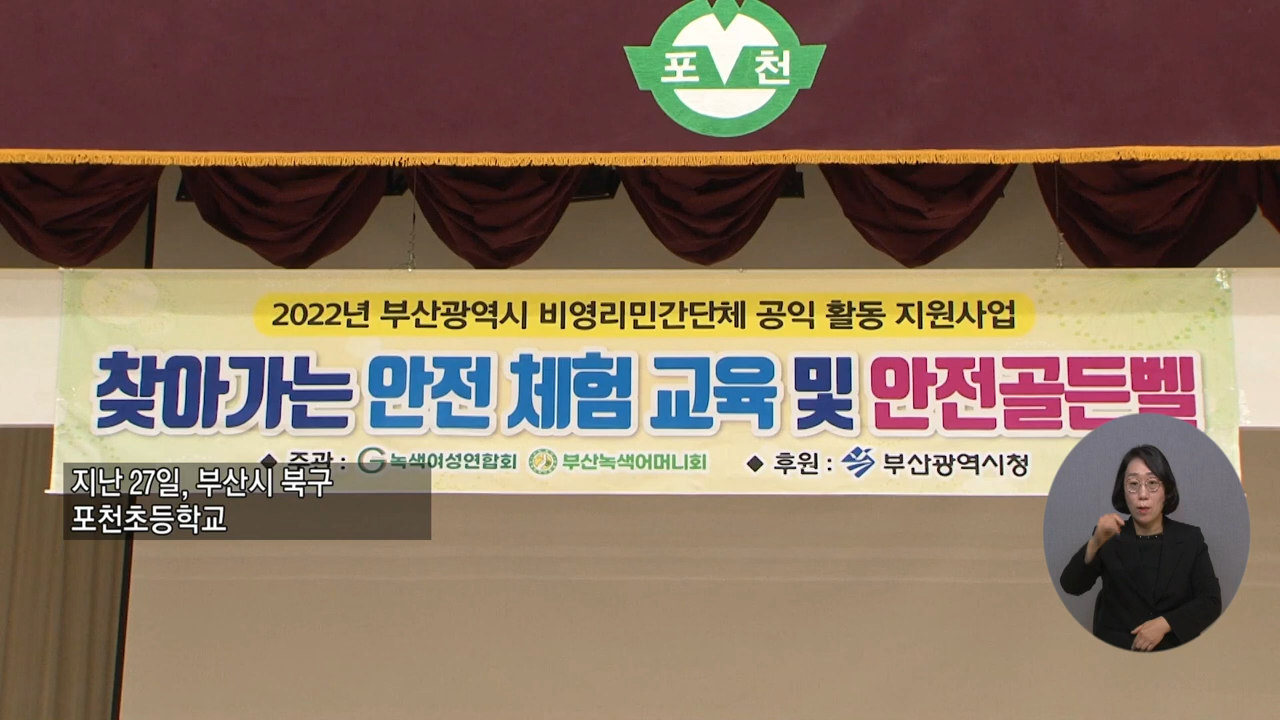 포천
2022년 부산광역시 비영리민간단체 공익 활동 지원사업
찾아가는 안전 체험 교육 및 안전골든벨
◆ 주관 : G 녹색여성연합회 부산녹색어머니회 ◆ 후원 : 부산광역시청
지난 27일, 부산시 북구
포천초등학교